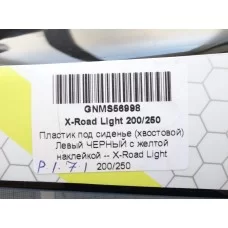 GNMS56998
X-Road Light 200/250
Пластик под сиденье (хвостовой)
Левый ЧЕРНЫЙ с желтой
наклейкой -- X-Road Light
200/250
P 1.71